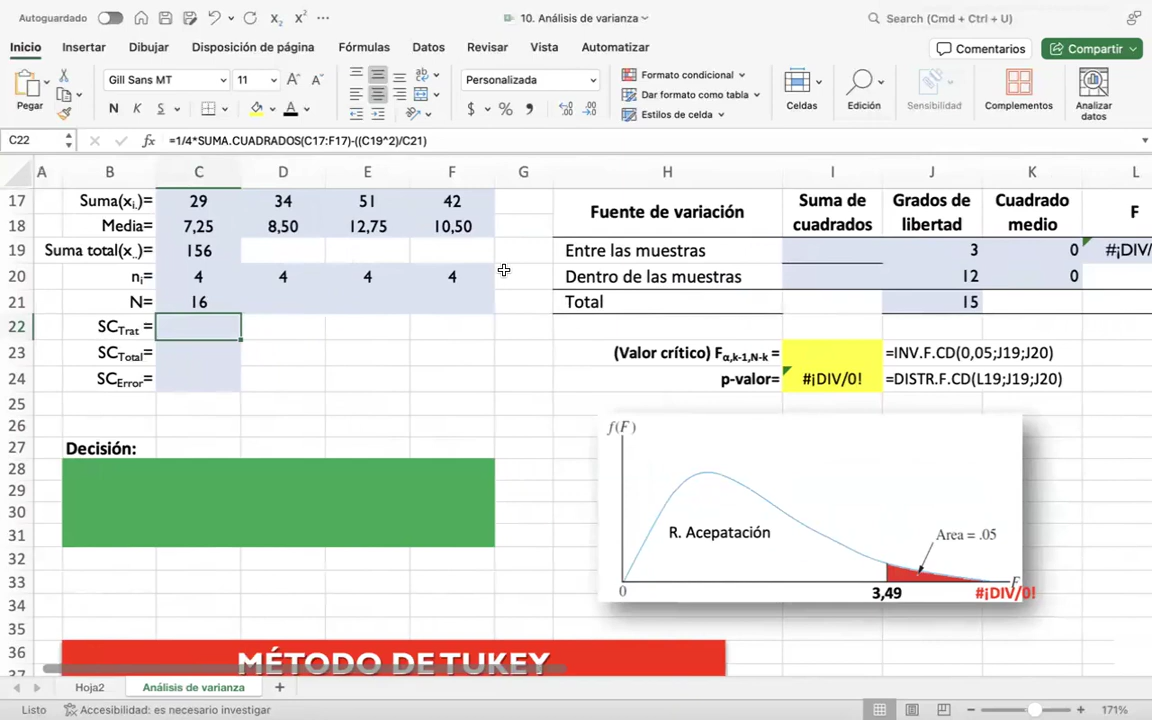 Autoguardado
10. Análisis de varianza
Search (Cmd + Ctrl + U)
Inicio Insertar Dibujar Disposición de página Fórmulas Datos Revisar Vista Automatizar
Comentarios Compartir
Pegar
Gill Sans MT 11
N K S
Personalizada
Formato condicional
Dar formato como tabla
Estilos de celda
Celdas Edición Sensibilidad Complementos Analizar datos
C22 fx =1/4*SUMA.CUADRADOS(C17:F17)-((C19^2)/C21)
A B C D E F G H I J K L
17 Suma(xi.)= 29 34 51 42
18 Media= 7,25 8,50 12,75 10,50
Fuente de variación Suma de cuadrados Grados de libertad Cuadrado medio F
19 Suma total(x..)= 156 Entre las muestras 3 0 #¡DIV/
20 ni= 4 4 4 4 Dentro de las muestras 12 0
21 N= 16 Total 15
22 SCTrat =
23 SCTotal= (Valor crítico) Fα,k-1,N-k = =INV.F.CD(0,05;J19;J20)
24 SCError= p-valor= #¡DIV/0! =DISTR.F.CD(L19;J19;J20)
25
26
27 Decisión:
28
29
30
31
32
33
34
35
36 MÉTODO DE TUKEY
37
f(F)
R. Acepatación
Area = .05
F
0 3,49 #¡DIV/0!
Hoja2 Análisis de varianza
Listo Accesibilidad: es necesario investigar 171%